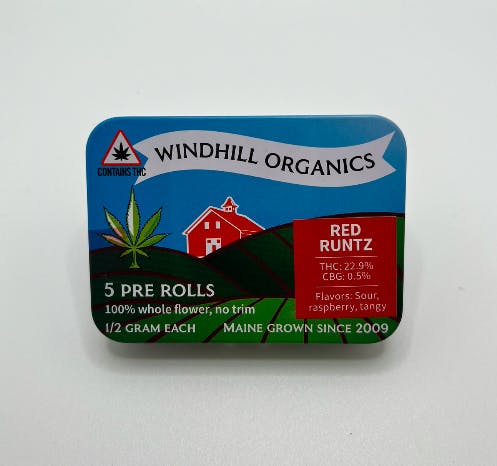 CONTAINS THC
WINDHILL ORGANICS
RED
RUNTZ
THC: 22.9%
CBG: 0.5%
Flavors: Sour,
raspberry, tangy
5 PRE ROLLS
100% whole flower, no trim
1/2 GRAM EACH
MAINE GROWN SINCE 2009